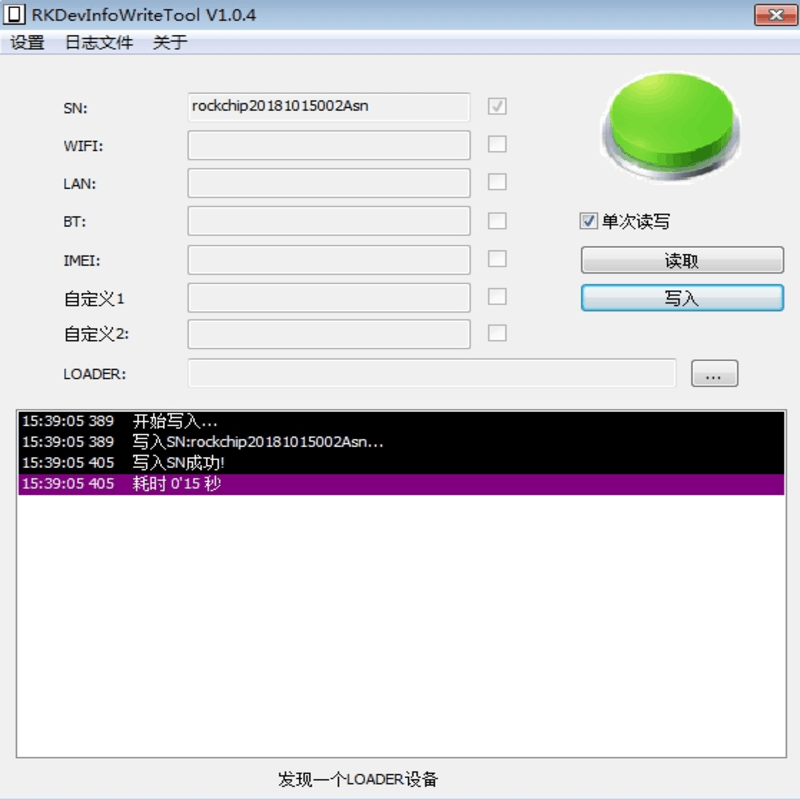 RKDevInfoWriteTool V1.0.4
设置 日志文件 关于
SN: rockchip20181015002Asn
WIFI:
LAN:
BT:
单次读写
IMEI:
读取
自定义1
写入
自定义2:
LOADER:
...
15:39:05 389 开始写入...
15:39:05 389 写入SN:rockchip20181015002Asn...
15:39:05 405 写入SN成功!
15:39:05 405 耗时 0'15 秒
发现一个LOADER设备